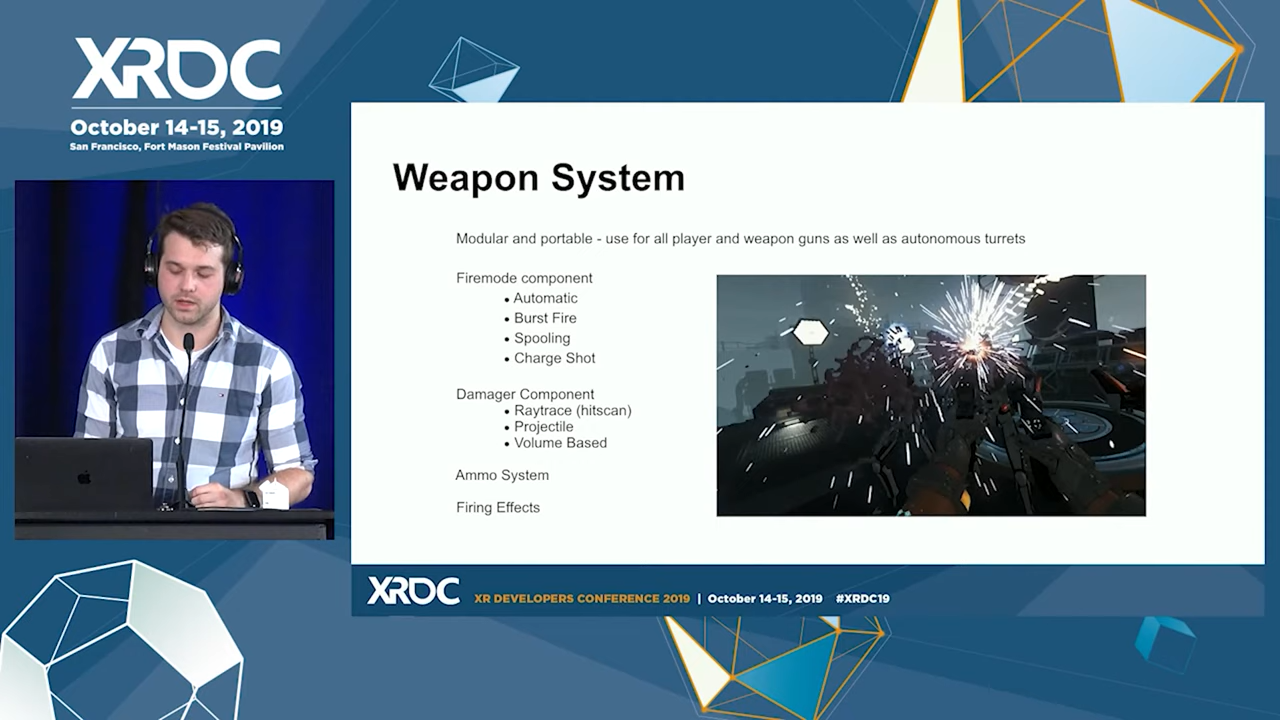 XRDC
October 14-15, 2019
San Francisco, Fort Mason Festival Pavilion
Weapon System
Modular and portable - use for all player and weapon guns as well as autonomous turrets
Firemode component
• Automatic
• Burst Fire
• Spooling
• Charge Shot
Damager Component
• Raytrace (hitscan)
• Projectile
• Volume Based
Ammo System
Firing Effects
XRDC XR DEVELOPERS CONFERENCE 2019 | October 14-15, 2019 #XRDC19